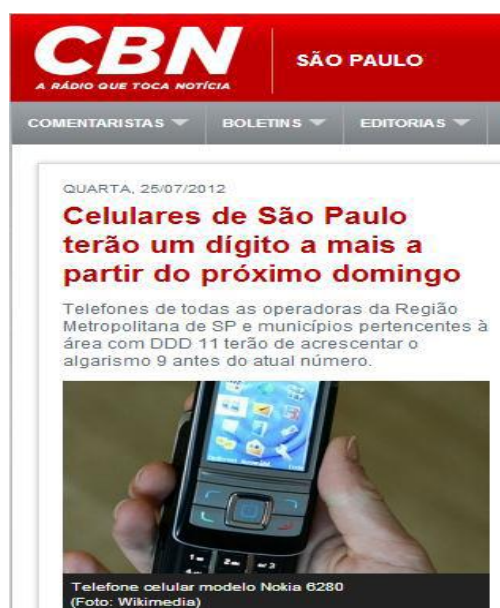 CBN
A RÁDIO QUE TOCA NOTÍCIA
SÃO PAULO
COMENTARISTAS BOLETINS EDITORIAS
QUARTA, 25/07/2012
Celulares de São Paulo
terão um dígito a mais a
partir do próximo domingo
Telefones de todas as operadoras da Região
Metropolitana de SP e municípios pertencentes à
área com DDD 11 terão de acrescentar o
algarismo 9 antes do atual número.
Telefone celular modelo Nokia 6280
(Foto: Wikimedia)